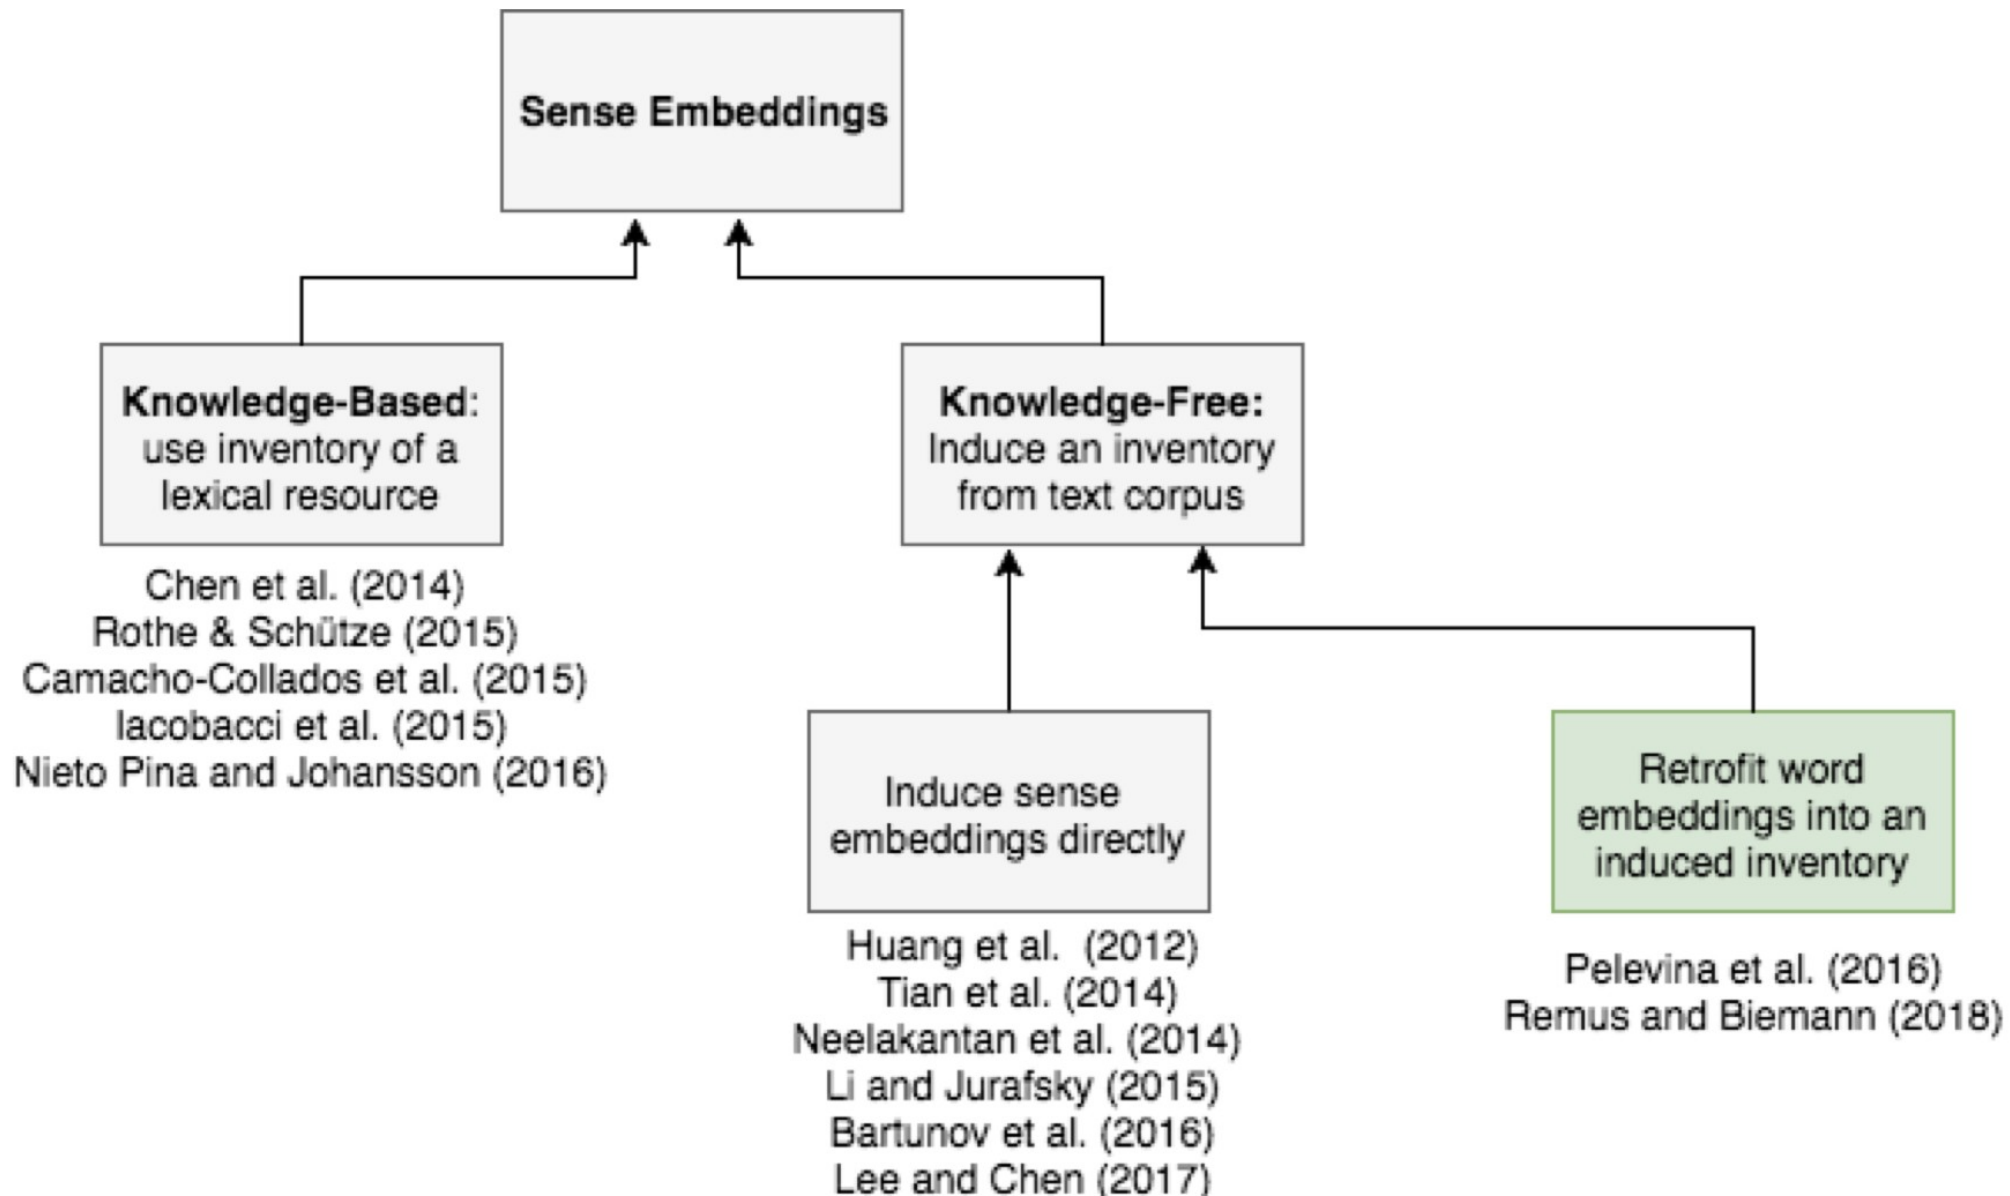 Sense Embeddings
Knowledge-Based:
use inventory of a
lexical resource
Knowledge-Free:
Induce an inventory
from text corpus
Chen et al. (2014)
Rothe & Schütze (2015)
Camacho-Collados et al. (2015)
Iacobacci et al. (2015)
Nieto Pina and Johansson (2016)
Induce sense
embeddings directly
Retrofit word
embeddings into an
induced inventory
Huang et al.  (2012)
Tian et al. (2014)
Neelakantan et al. (2014)
Li and Jurafsky (2015)
Bartunov et al. (2016)
Lee and Chen (2017)
Pelevina et al. (2016)
Remus and Biemann (2018)